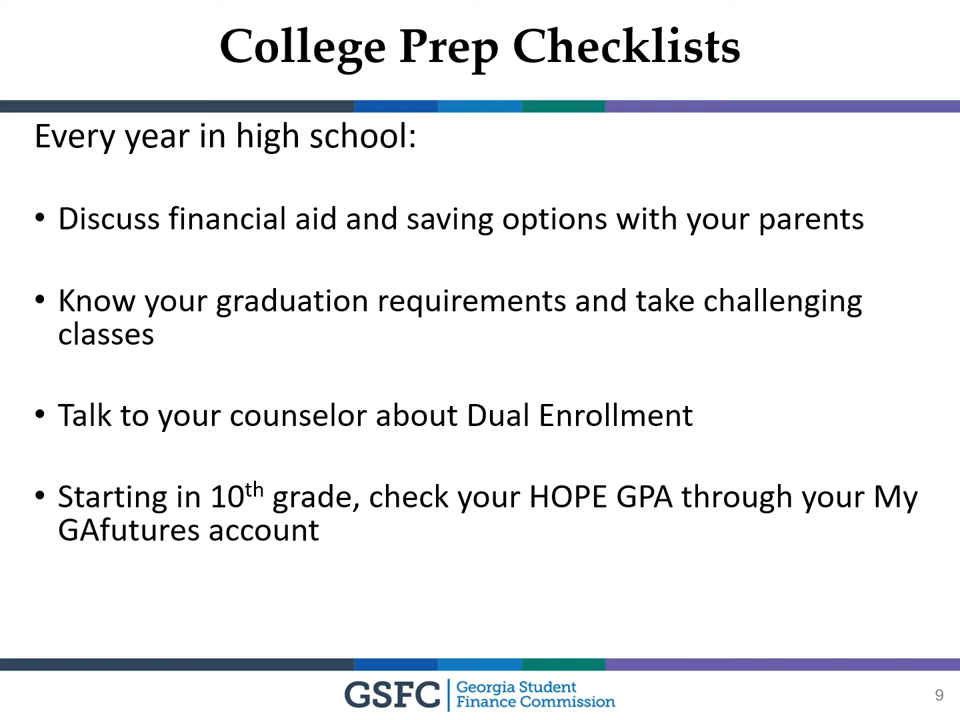 College Prep Checklists
Every year in high school:
• Discuss financial aid and saving options with your parents
• Know your graduation requirements and take challenging
classes
• Talk to your counselor about Dual Enrollment
• Starting in 10th grade, check your HOPE GPA through your My
GAfutures account
GSFC
Georgia Student
Finance Commission
9